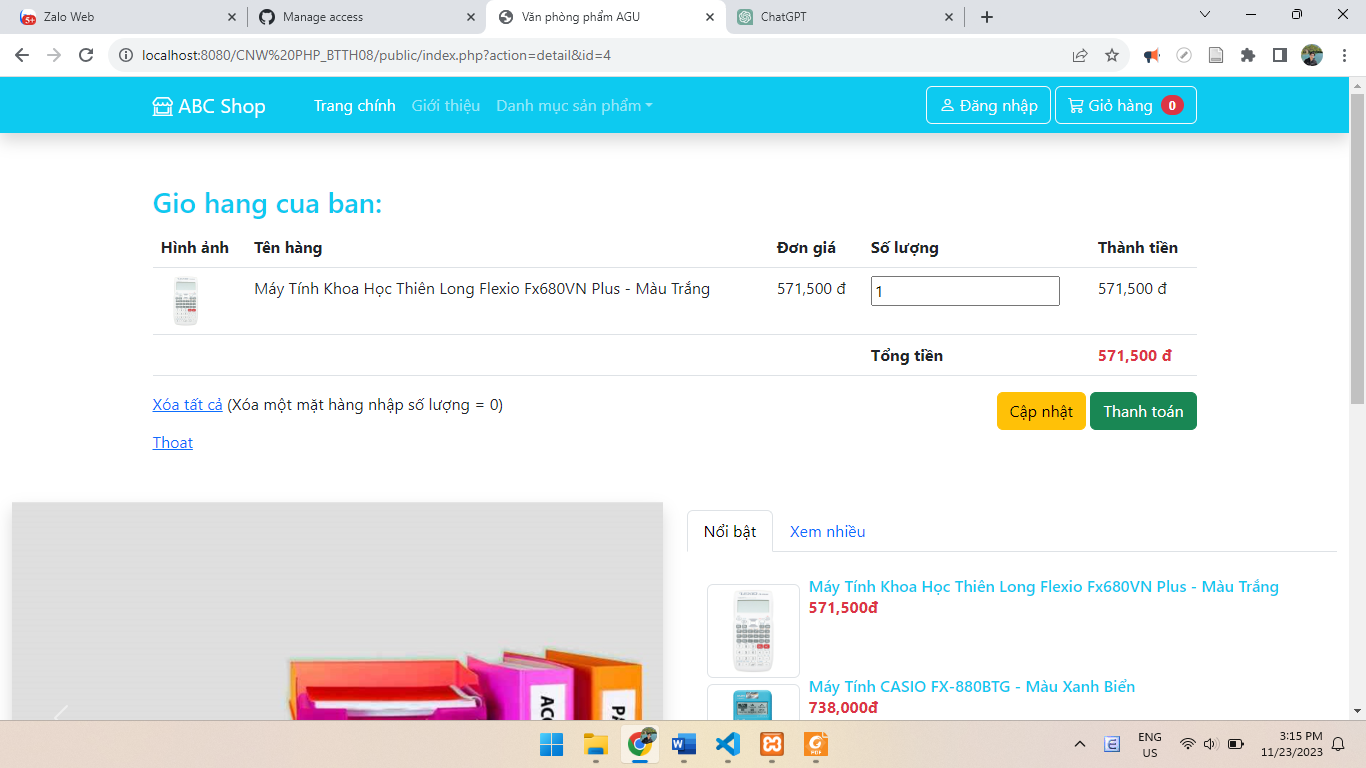 Zalo Web
Manage access
Văn phòng phẩm AGU
ChatGPT
localhost:8080/CNW%20PHP_BTTH08/public/index.php?action=detail&id=4
ABC Shop
Trang chính
Giới thiệu
Danh mục sản phẩm
Đăng nhập
Giỏ hàng 0
Gio hang cua ban:
Hình ảnh Tên hàng Đơn giá Số lượng Thành tiền
Máy Tính Khoa Học Thiên Long Flexio Fx680VN Plus - Màu Trắng 571,500 đ 1 571,500 đ
Tổng tiền 571,500 đ
Xóa tất cả (Xóa một mặt hàng nhập số lượng = 0)
Cập nhật
Thanh toán
Thoat
Nổi bật
Xem nhiều
Máy Tính Khoa Học Thiên Long Flexio Fx680VN Plus - Màu Trắng
571,500đ
Máy Tính CASIO FX-880BTG - Màu Xanh Biển
738,000đ
ENG
US
3:15 PM
11/23/2023